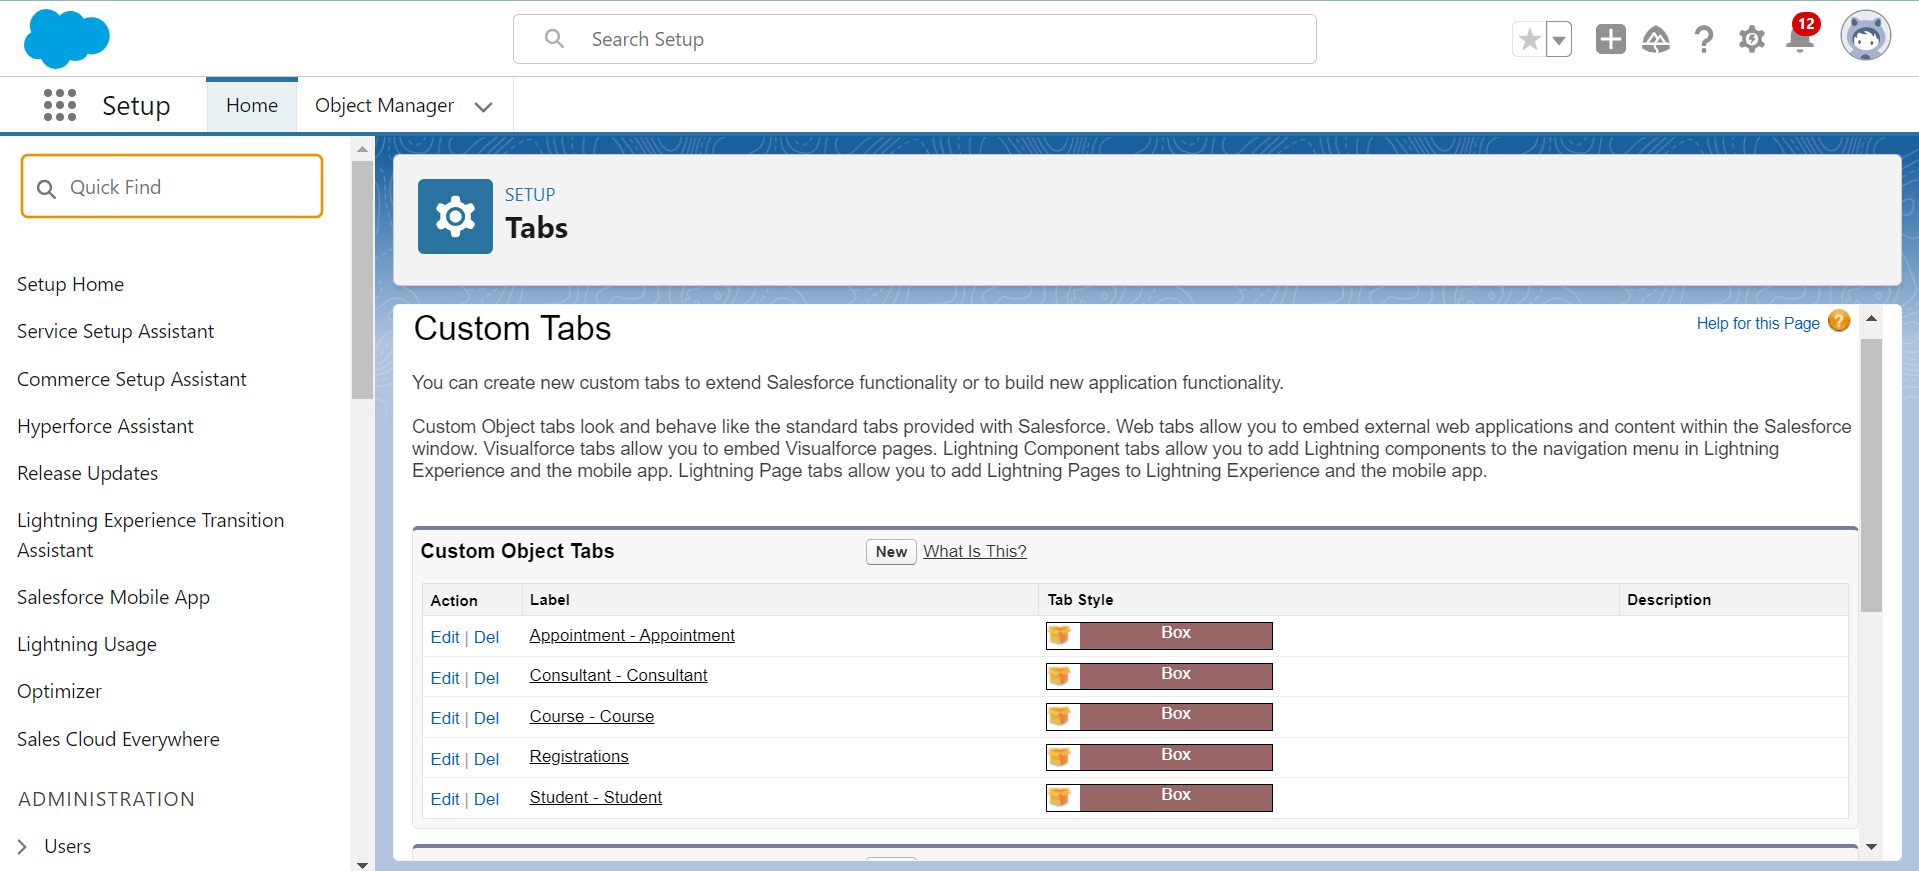 Search Setup
12
Setup
Home
Object Manager
Quick Find
Setup Home
Service Setup Assistant
Commerce Setup Assistant
Hyperforce Assistant
Release Updates
Lightning Experience Transition
Assistant
Salesforce Mobile App
Lightning Usage
Optimizer
Sales Cloud Everywhere
ADMINISTRATION
Users
SETUP
Tabs
Custom Tabs
Help for this Page ?
You can create new custom tabs to extend Salesforce functionality or to build new application functionality.
Custom Object tabs look and behave like the standard tabs provided with Salesforce. Web tabs allow you to embed external web applications and content within the Salesforce
window. Visualforce tabs allow you to embed Visualforce pages. Lightning Component tabs allow you to add Lightning components to the navigation menu in Lightning
Experience and the mobile app. Lightning Page tabs allow you to add Lightning Pages to Lightning Experience and the mobile app.
Custom Object Tabs New What Is This?
Action Label Tab Style Description
Edit | Del Appointment - Appointment Box
Edit | Del Consultant - Consultant Box
Edit | Del Course - Course Box
Edit | Del Registrations Box
Edit | Del Student - Student Box